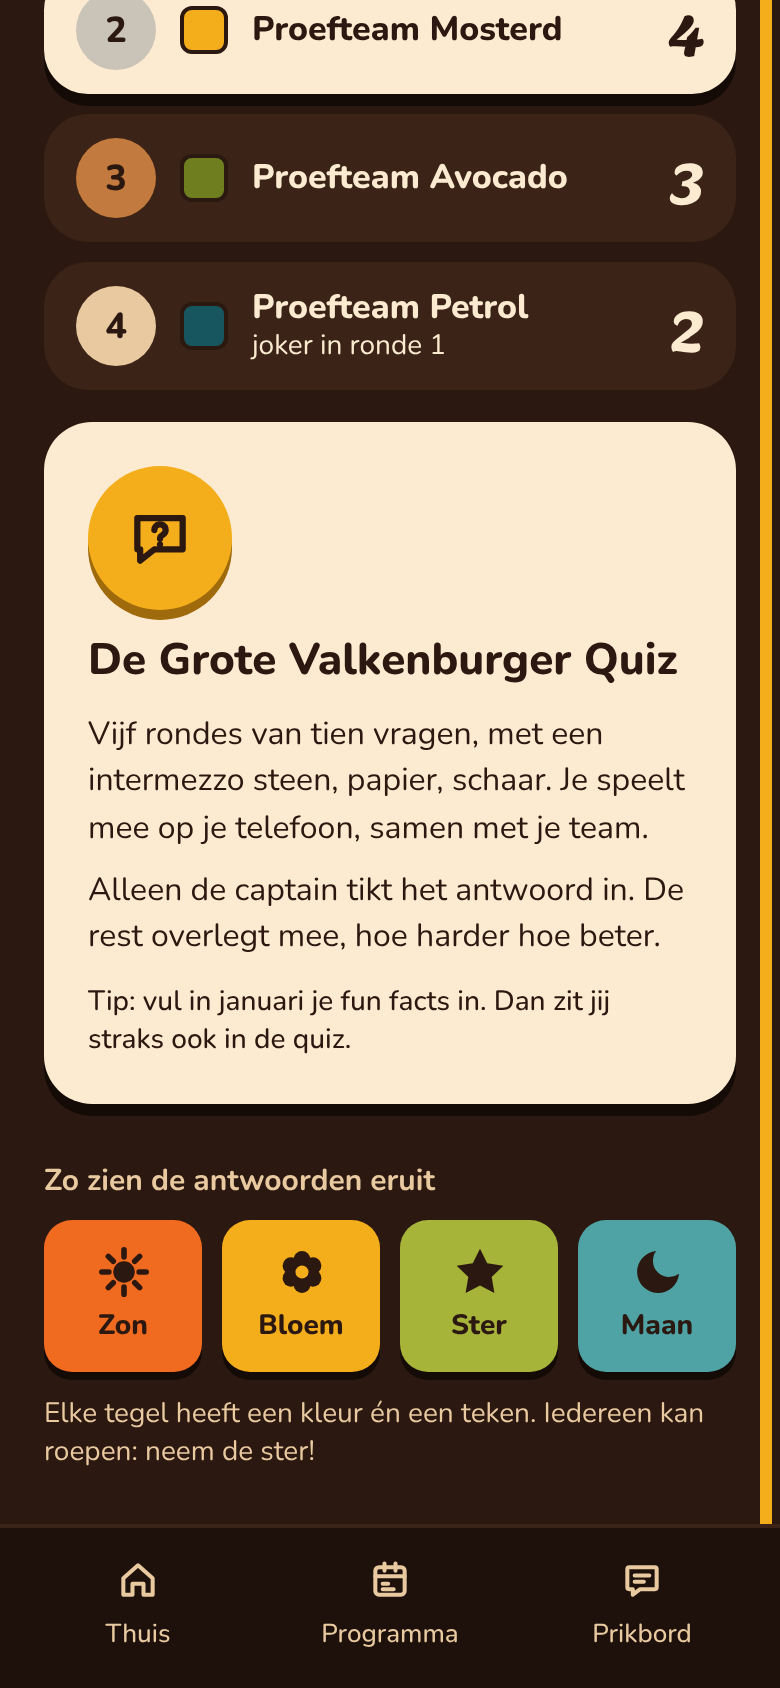 2 Proefteam Mosterd 4
3 Proefteam Avocado 3
4 Proefteam Petrol 2
joker in ronde 1
?
De Grote Valkenburger Quiz
Vijf rondes van tien vragen, met een
intermezzo steen, papier, schaar. Je speelt
mee op je telefoon, samen met je team.
Alleen de captain tikt het antwoord in. De
rest overlegt mee, hoe harder hoe beter.
Tip: vul in januari je fun facts in. Dan zit jij
straks ook in de quiz.
Zo zien de antwoorden eruit
Zon Bloem Ster Maan
Elke tegel heeft een kleur én een teken. Iedereen kan
roepen: neem de ster!
Thuis Programma Prikbord